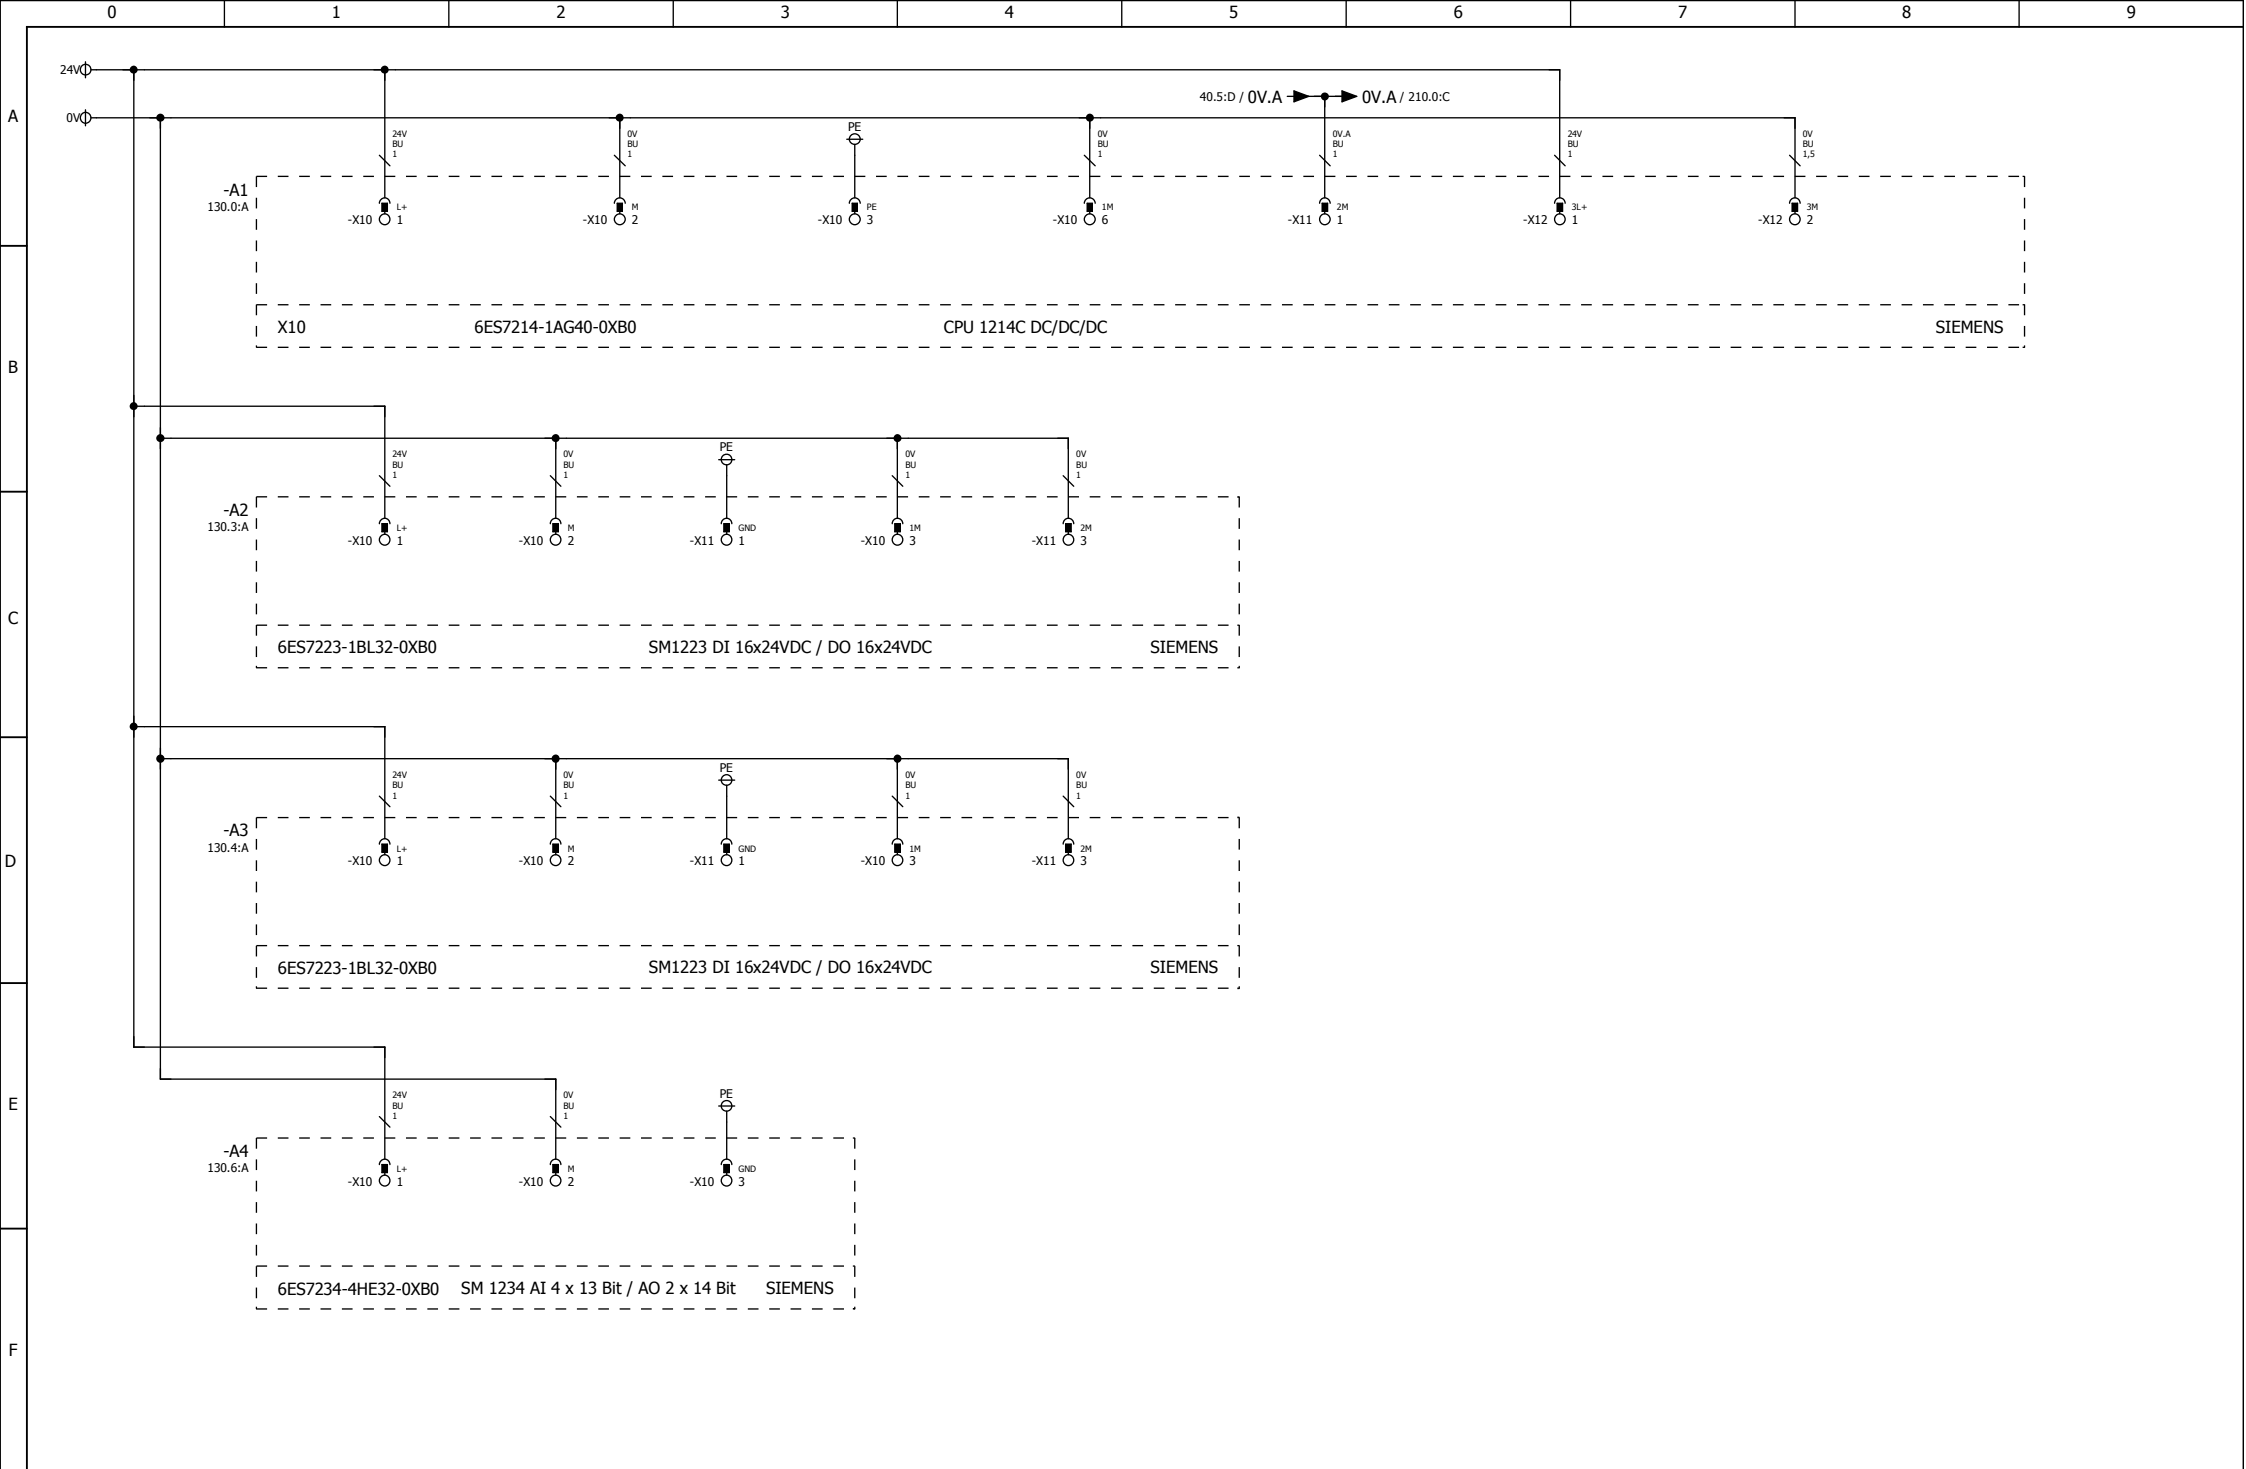 0 1 2 3 4 5 6 7 8 9
24V
40.5:D / 0V.A 0V.A / 210.0:C
A 0V
PE
24V 0V 0V 0V.A 24V 0V
BU BU BU BU BU BU
1 1 1 1 1 1,5
-A1
130.0:A
L+ M PE 1M 2M 3L+ 3M
-X10 1 -X10 2 -X10 3 -X10 6 -X11 1 -X12 1 -X12 2
X10 6ES7214-1AG40-0XB0 CPU 1214C DC/DC/DC SIEMENS
B
PE
24V 0V 0V 0V
BU BU BU BU
1 1 1 1
-A2
130.3:A
L+ M GND 1M 2M
-X10 1 -X10 2 -X11 1 -X10 3 -X11 3
C
6ES7223-1BL32-0XB0 SM1223 DI 16x24VDC / DO 16x24VDC SIEMENS
PE
24V 0V 0V 0V
BU BU BU BU
1 1 1 1
-A3
130.4:A
L+ M GND 1M 2M
D -X10 1 -X10 2 -X11 1 -X10 3 -X11 3
6ES7223-1BL32-0XB0 SM1223 DI 16x24VDC / DO 16x24VDC SIEMENS
PE
24V 0V
E BU BU
1 1
-A4
130.6:A
L+ M GND
-X10 1 -X10 2 -X10 3
6ES7234-4HE32-0XB0 SM 1234 AI 4 x 13 Bit / AO 2 x 14 Bit SIEMENS
F